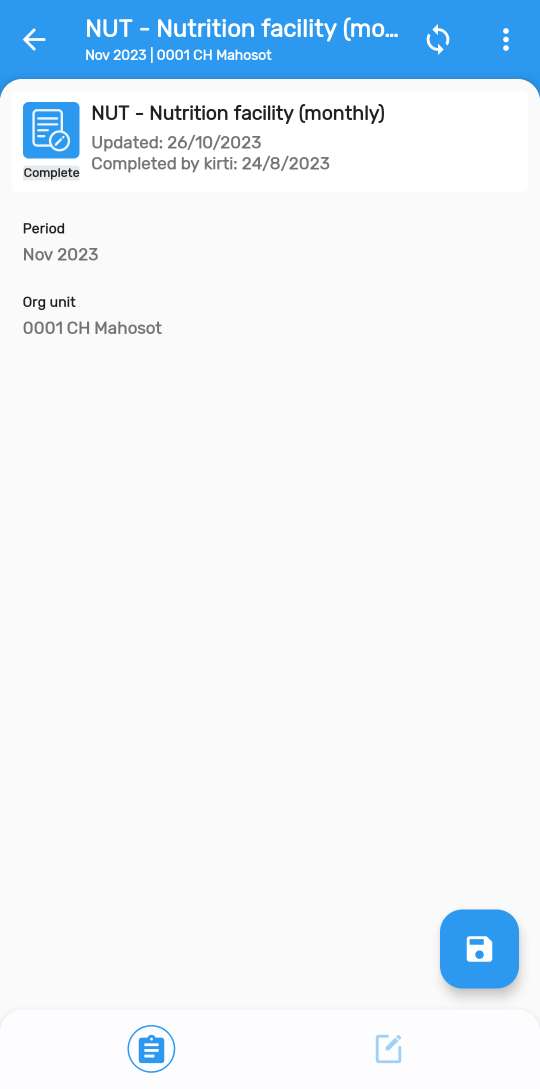 NUT - Nutrition facility (mo...
Nov 2023 | 0001 CH Mahosot
NUT - Nutrition facility (monthly)
Updated: 26/10/2023
Completed by kirti: 24/8/2023
Complete
Period
Nov 2023
Org unit
0001 CH Mahosot